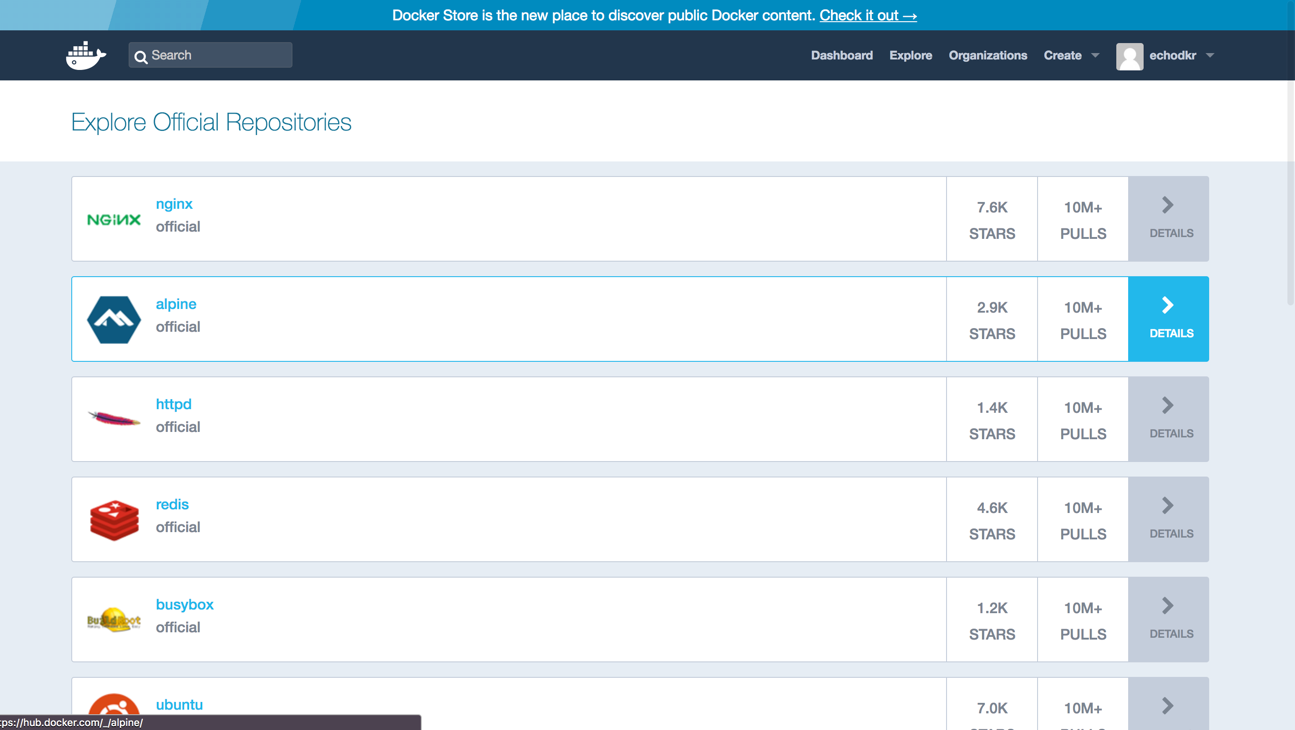 Docker Store is the new place to discover public Docker content. Check it out →
Search
Dashboard Explore Organizations Create echodkr
Explore Official Repositories
NGINX
nginx
official
7.6K
STARS
10M+
PULLS
DETAILS
alpine
official
2.9K
STARS
10M+
PULLS
DETAILS
httpd
official
1.4K
STARS
10M+
PULLS
DETAILS
redis
official
4.6K
STARS
10M+
PULLS
DETAILS
BuildRoot
busybox
official
1.2K
STARS
10M+
PULLS
DETAILS
ubuntu
7.0K
STARS
10M+
PULLS
tps://hub.docker.com/_/alpine/